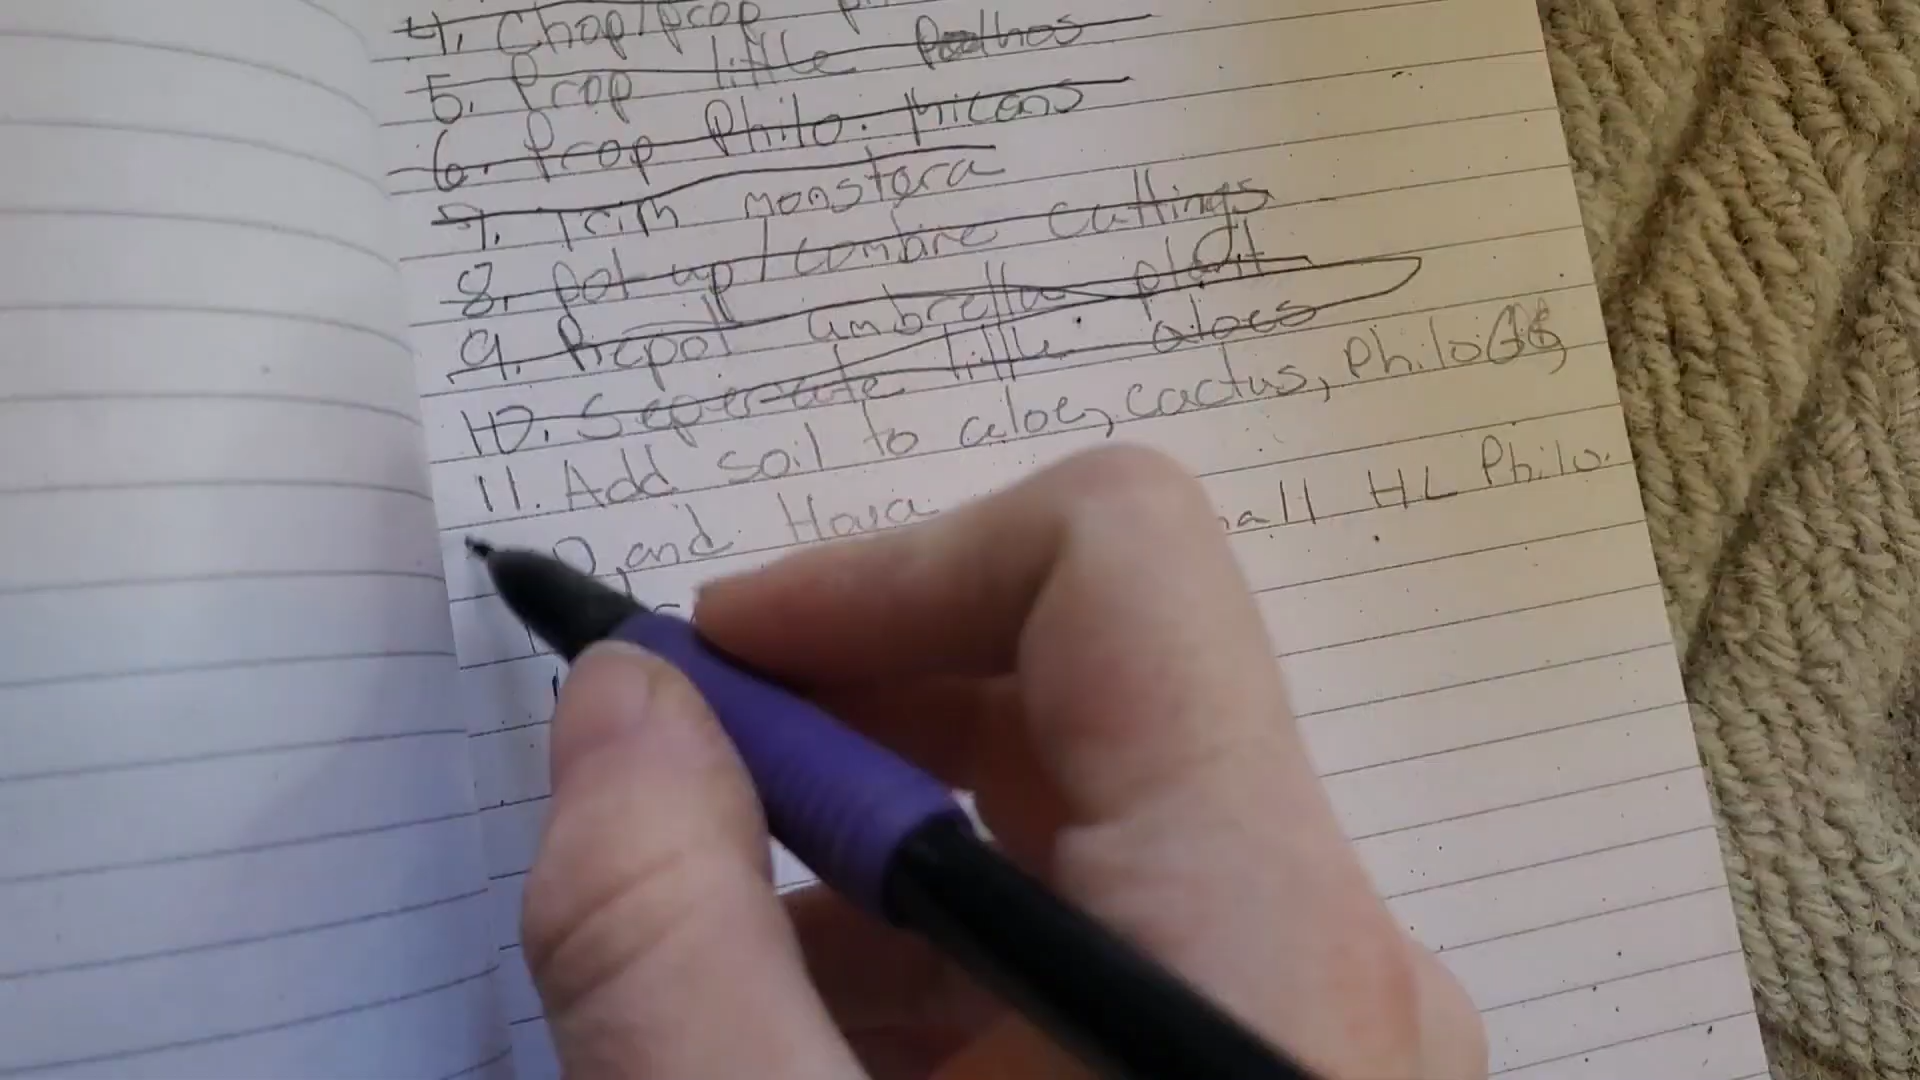 4. Chop/prop
5. Prop little Pothos
6. Prop Philo. Micans
7. Trim monstera
8. Pot up/combine cuttings
9. Repot umbrella plant
10. Seperate little aloes
11. Add soil to aloe, cactus, Philo
and Hoya
HL Philo.